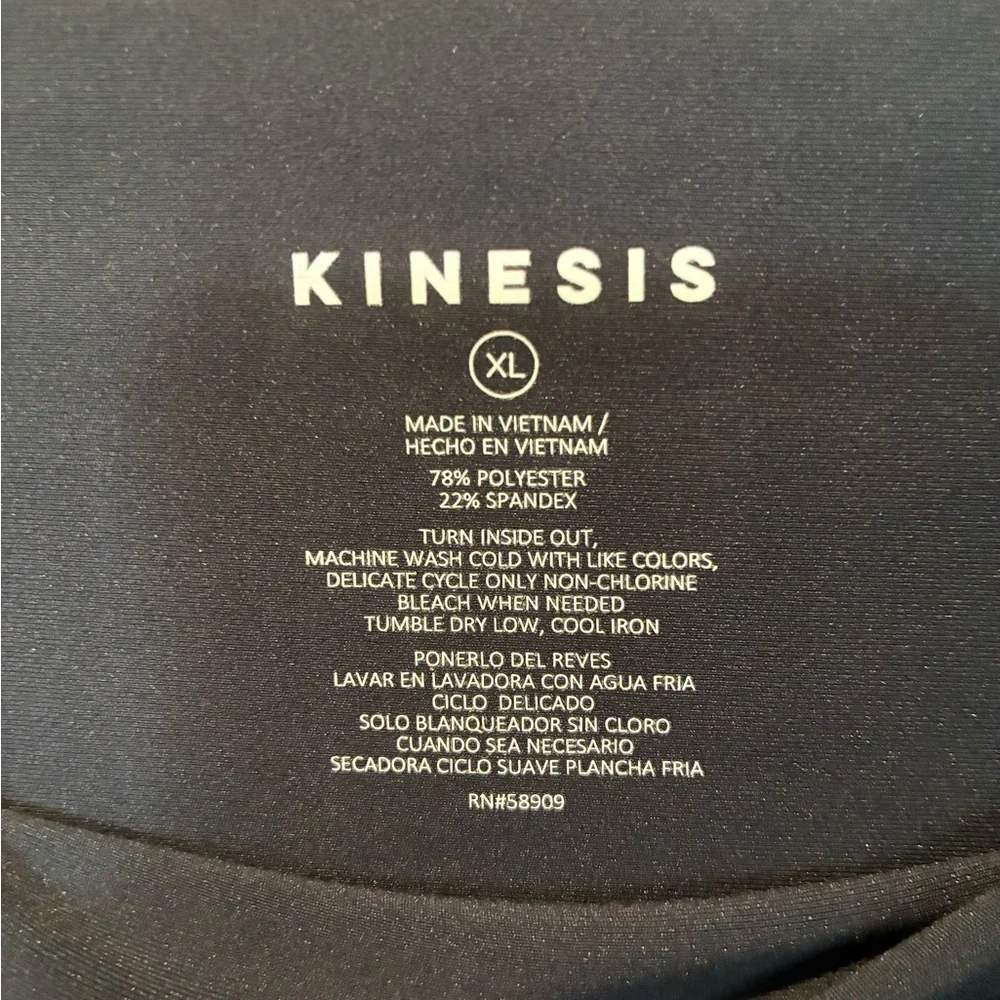 KINESIS
XL
MADE IN VIETNAM /
HECHO EN VIETNAM
78% POLYESTER
22% SPANDEX
TURN INSIDE OUT,
MACHINE WASH COLD WITH LIKE COLORS,
DELICATE CYCLE ONLY NON-CHLORINE
BLEACH WHEN NEEDED
TUMBLE DRY LOW, COOL IRON
PONERLO DEL REVES
LAVAR EN LAVADORA CON AGUA FRIA
CICLO DELICADO
SOLO BLANQUEADOR SIN CLORO
CUANDO SEA NECESARIO
SECADORA CICLO SUAVE PLANCHA FRIA
RN#58909